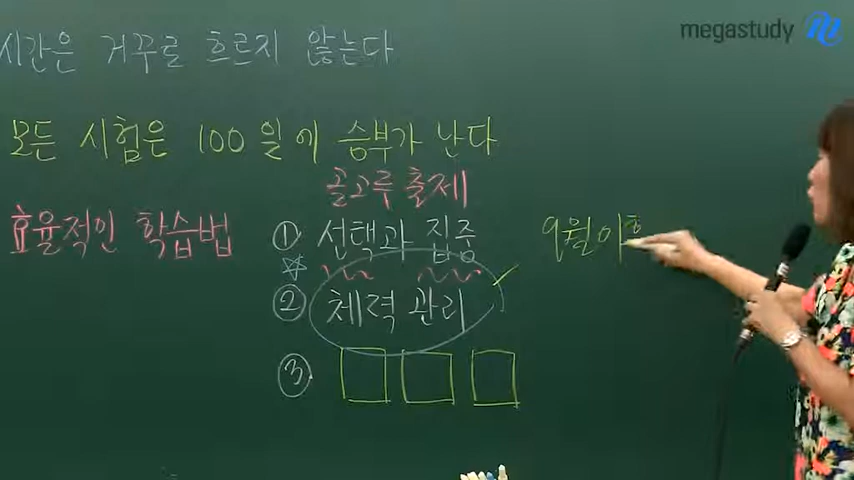 megastudy
시간은 거꾸로 흐르지 않는다
모든 시험은 100일에 승부가 난다
골고루 출제
효율적인 학습법 ① 선택과 집중 9월이후
② 체력 관리
③